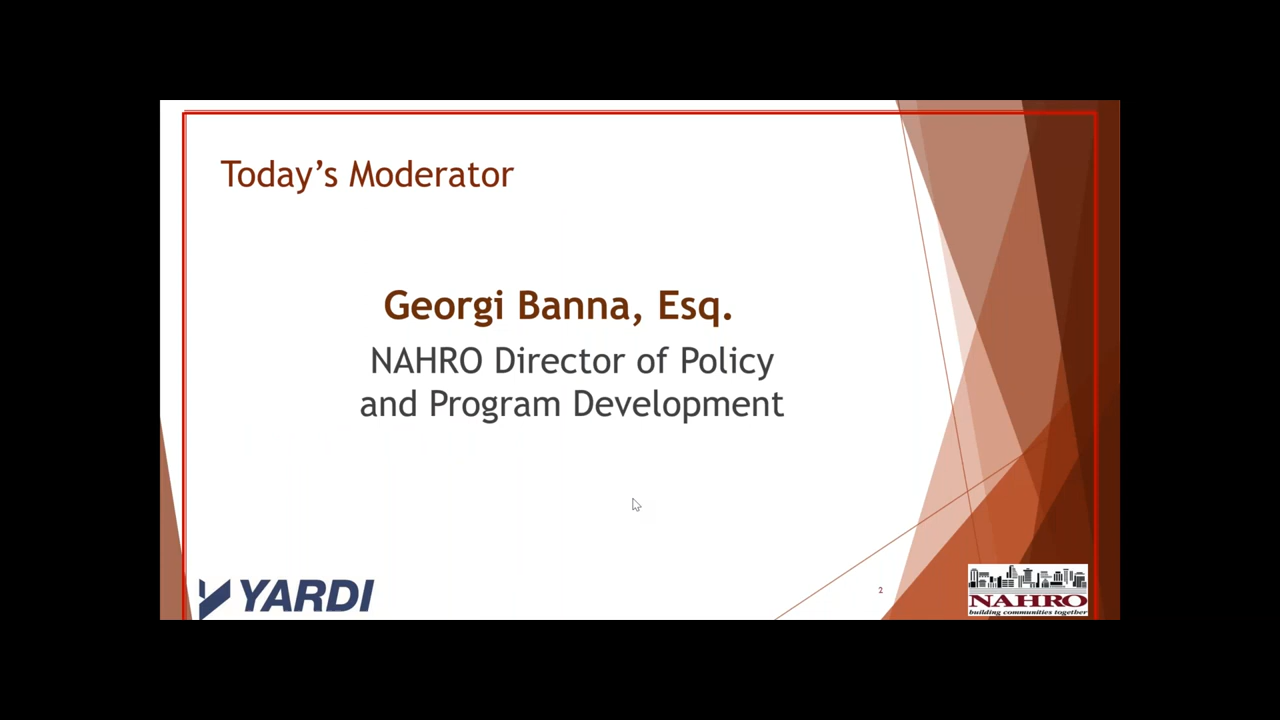 Today's Moderator
Georgi Banna, Esq.
NAHRO Director of Policy
and Program Development
YARDI
2
NAHRO
building communities together